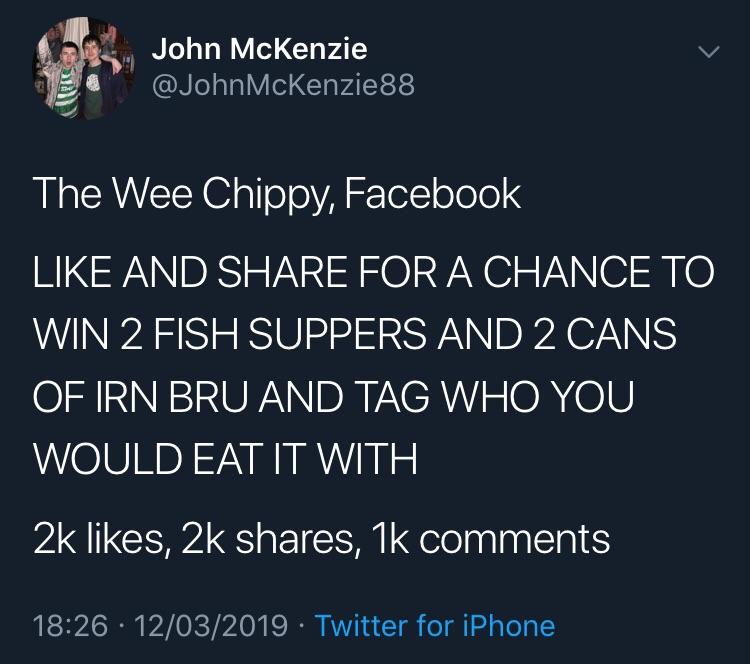 John McKenzie
@JohnMcKenzie88
The Wee Chippy, Facebook
LIKE AND SHARE FOR A CHANCE TO
WIN 2 FISH SUPPERS AND 2 CANS
OF IRN BRU AND TAG WHO YOU
WOULD EAT IT WITH
2k likes, 2k shares, 1k comments
18:26 · 12/03/2019 · Twitter for iPhone